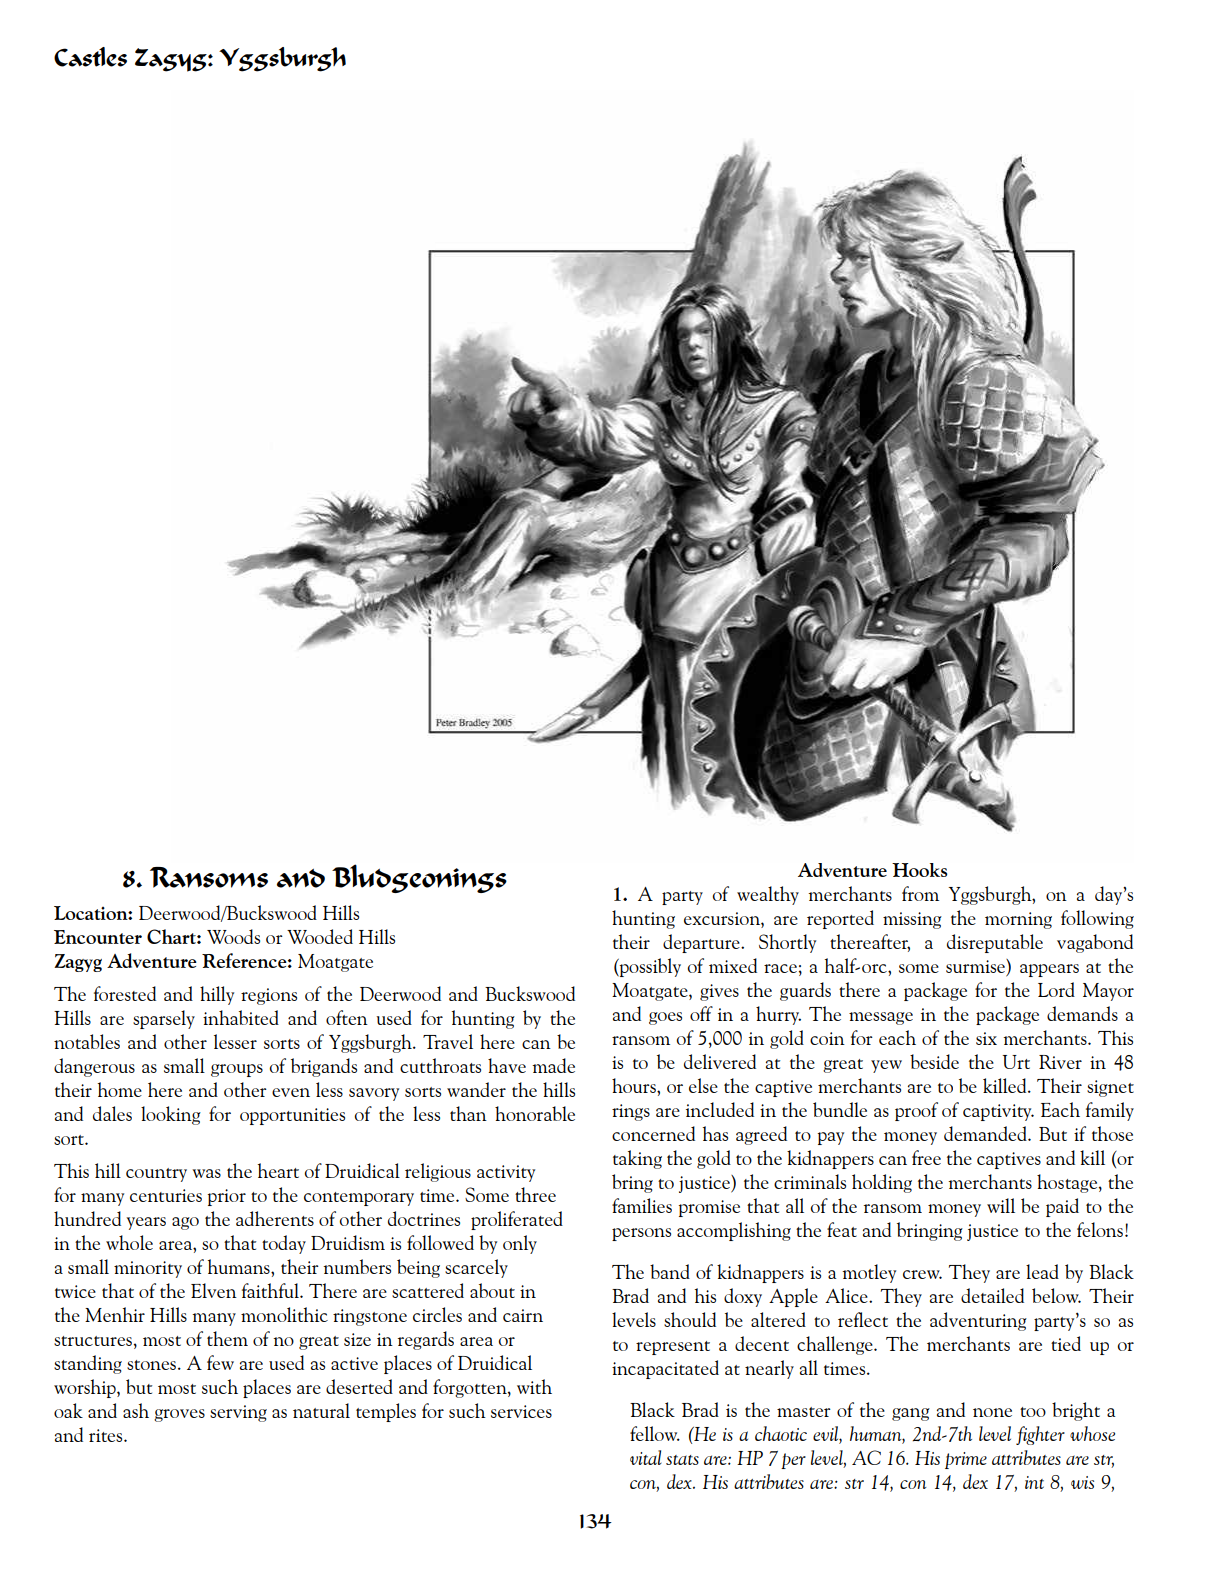 Castles Zagyg: Yggsburgh
Peter Bradley 2005
8. Ransoms and Bludgeonings
Location: Deerwood/Buckswood Hills
Encounter Chart: Woods or Wooded Hills
Zagyg Adventure Reference: Moatgate
The forested and hilly regions of the Deerwood and Buckswood
Hills are sparsely inhabited and often used for hunting by the
notables and other lesser sorts of Yggsburgh. Travel here can be
dangerous as small groups of brigands and cutthroats have made
their home here and other even less savory sorts wander the hills
and dales looking for opportunities of the less than honorable
sort.
This hill country was the heart of Druidical religious activity
for many centuries prior to the contemporary time. Some three
hundred years ago the adherents of other doctrines proliferated
in the whole area, so that today Druidism is followed by only
a small minority of humans, their numbers being scarcely
twice that of the Elven faithful. There are scattered about in
the Menhir Hills many monolithic ringstone circles and cairn
structures, most of them of no great size in regards area or
standing stones. A few are used as active places of Druidical
worship, but most such places are deserted and forgotten, with
oak and ash groves serving as natural temples for such services
and rites.
Adventure Hooks
1. A party of wealthy merchants from Yggsburgh, on a day's
hunting excursion, are reported missing the morning following
their departure. Shortly thereafter, a disreputable vagabond
(possibly of mixed race; a half-orc, some surmise) appears at the
Moatgate, gives the guards there a package for the Lord Mayor
and goes off in a hurry. The message in the package demands a
ransom of 5,000 in gold coin for each of the six merchants. This
is to be delivered at the great yew beside the Urt River in 48
hours, or else the captive merchants are to be killed. Their signet
rings are included in the bundle as proof of captivity. Each family
concerned has agreed to pay the money demanded. But if those
taking the gold to the kidnappers can free the captives and kill (or
bring to justice) the criminals holding the merchants hostage, the
families promise that all of the ransom money will be paid to the
persons accomplishing the feat and bringing justice to the felons!
The band of kidnappers is a motley crew. They are lead by Black
Brad and his doxy Apple Alice. They are detailed below. Their
levels should be altered to reflect the adventuring party's so as
to represent a decent challenge. The merchants are tied up or
incapacitated at nearly all times.
Black Brad is the master of the gang and none too bright a
fellow. (He is a chaotic evil, human, 2nd-7th level fighter whose
vital stats are: HP 7 per level, AC 16. His prime attributes are str,
con, dex. His attributes are: str 14, con 14, dex 17, int 8, wis 9,
134